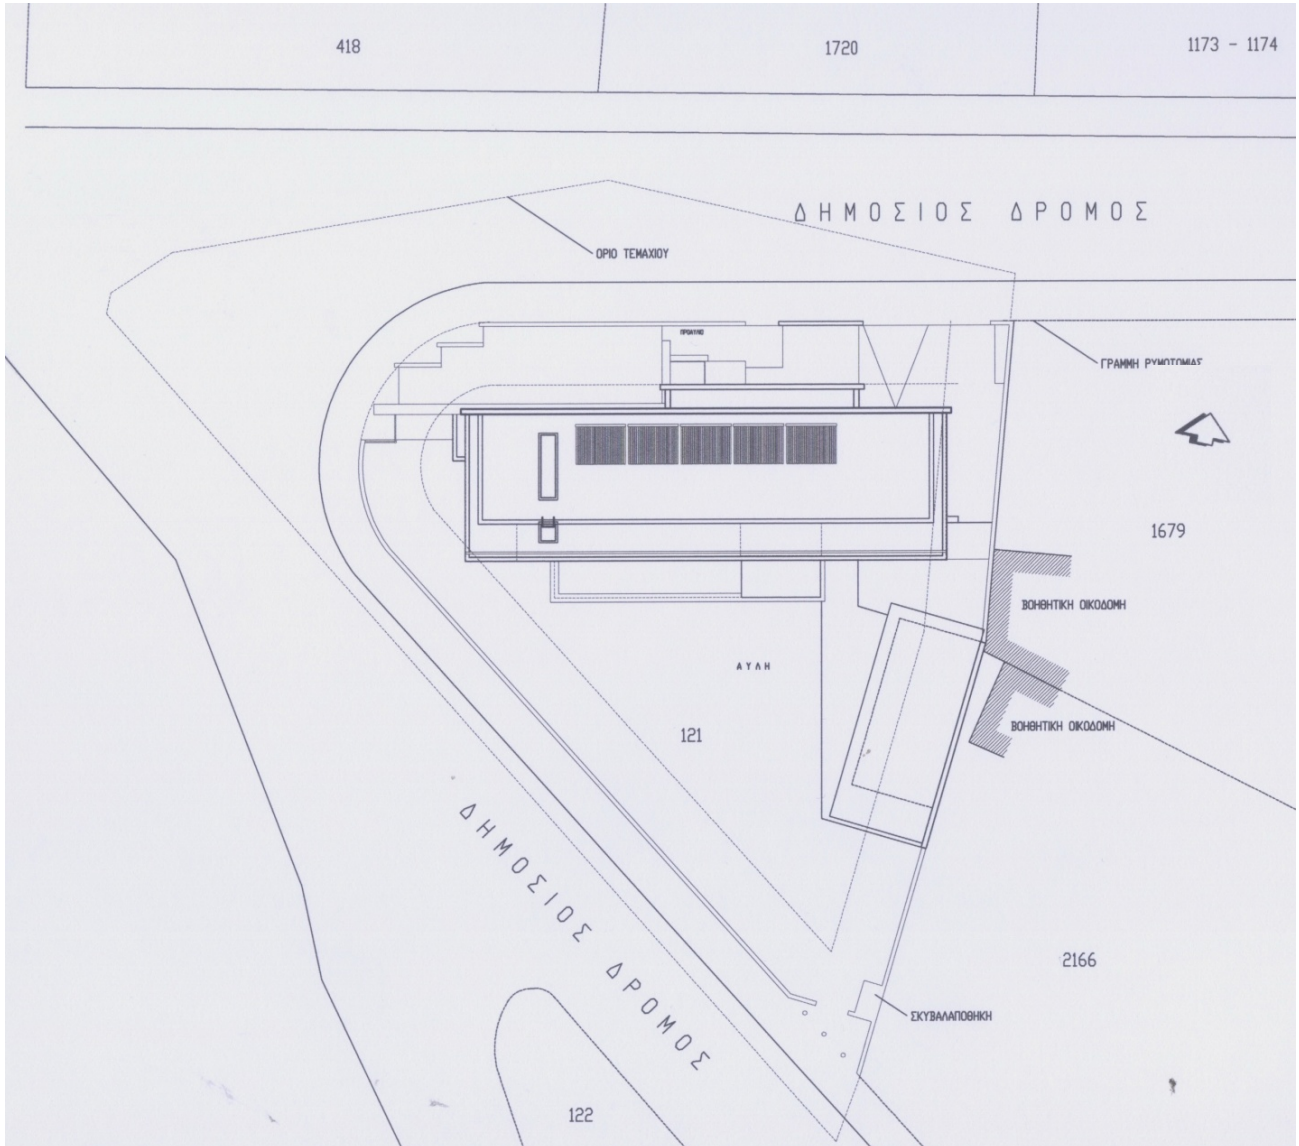 418
1720
1173 - 1174
ΔΗΜΟΣΙΟΣ ΔΡΟΜΟΣ
ΟΡΙΟ ΤΕΜΑΧΙΟΥ
ΠΡΟΑΥΛΙΟ
ΓΡΑΜΜΗ ΡΥΜΟΤΟΜΙΑΣ
1679
ΒΟΗΘΗΤΙΚΗ ΟΙΚΟΔΟΜΗ
ΑΥΛΗ
121
ΒΟΗΘΗΤΙΚΗ ΟΙΚΟΔΟΜΗ
ΔΗΜΟΣΙΟΣ ΔΡΟΜΟΣ
2166
ΣΚΥΒΑΛΑΠΟΘΗΚΗ
122